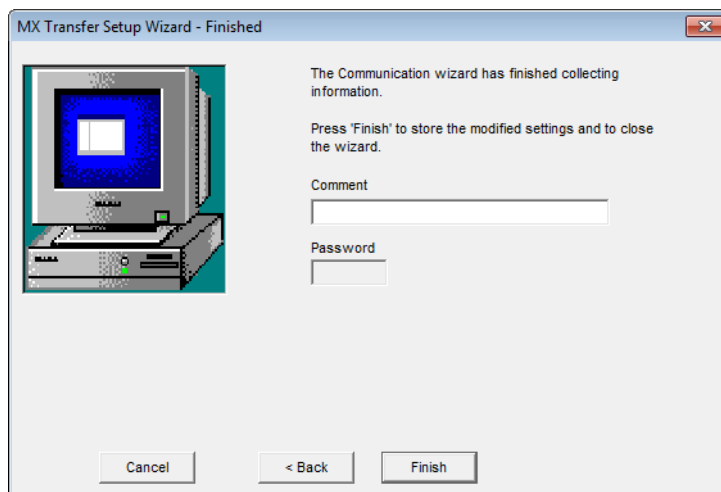 MX Transfer Setup Wizard - Finished
The Communication wizard has finished collecting
information.
Press 'Finish' to store the modified settings and to close
the wizard.
Comment
Password
Cancel
< Back
Finish